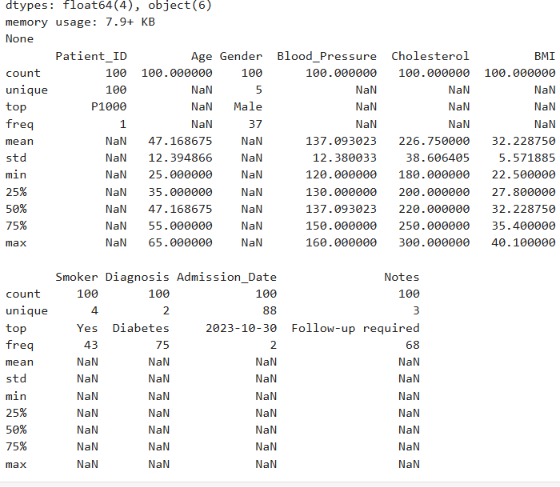 dtypes: float64(4), object(6)
memory usage: 7.9+ KB
None
       Patient_ID         Age Gender  Blood_Pressure  Cholesterol         BMI
count         100  100.000000    100      100.000000   100.000000  100.000000
unique        100         NaN      5             NaN          NaN         NaN
top         P1000         NaN   Male             NaN          NaN         NaN
freq            1         NaN     37             NaN          NaN         NaN
mean          NaN   47.168675    NaN      137.093023   226.750000   32.228750
std           NaN   12.394866    NaN       12.380033    38.606405    5.571885
min           NaN   25.000000    NaN      120.000000   180.000000   22.500000
25%           NaN   35.000000    NaN      130.000000   200.000000   27.800000
50%           NaN   47.168675    NaN      137.093023   220.000000   32.228750
75%           NaN   55.000000    NaN      150.000000   250.000000   35.400000
max           NaN   65.000000    NaN      160.000000   300.000000   40.100000
       Smoker Diagnosis Admission_Date               Notes
count     100       100            100                 100
unique      4         2             88                   3
top       Yes  Diabetes     2023-10-30  Follow-up required
freq       43        75              2                  68
mean      NaN       NaN            NaN                 NaN
std       NaN       NaN            NaN                 NaN
min       NaN       NaN            NaN                 NaN
25%       NaN       NaN            NaN                 NaN
50%       NaN       NaN            NaN                 NaN
75%       NaN       NaN            NaN                 NaN
max       NaN       NaN            NaN                 NaN